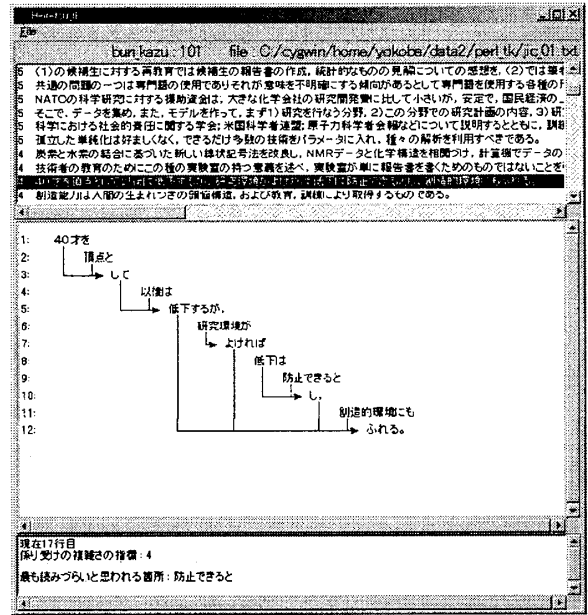 File
bun kazu : 101 file : C:/cygwin/home/yokoba/data2/perl tk/jic_01.txt
5 (1)の候補生に対する再教育では候補生の報告書の作成,統計的なものの見解についての思想を,(2)では
5 共通の問題の一つは専門語の使用でありそれが意味を不明確にする傾向があるとして専門語を使用する各種の
5 NATOの科学研究に対する援助資金は,大きな化学会社の研究開発費に比して小さいが,安定で,国民経済の
5 そこで,データを集め,また,モデルを作って,まず1)研究を行なう分野,2)この分野での研究計画の内容,3)研
5 科学における社会的責任に関する学会;米国科学者連盟;原子力科学者会報などについて説明するとともに,
5 孤立した単純化は好ましくなく,できるだけ多数の技術をパラメータに入れ,種々の解析を利用すべきである。
4 炭素と水素の結合に基づいた新しい線状記号法を改良し,NMRデータと化学構造を相関づけ,計算機でデータの
4 技術者の教育のためにこの種の実験室の持つ意義を述べ,実験室が単に報告書を書くためのものではないことを
4 創造能力は人間の生まれつきの頭脳構造,および教育,訓練により取得するものである。
1: 40才を
2: 頂点と
3: して
4: 以後は
5: 低下するが,
6: 研究環境が
7: よければ
8: 低下は
9: 防止できると
10: し,
11: 創造的環境にも
12: ふれる。
現在17行目
係り受けの複雑さの指標:4
最も読みづらいと思われる箇所:防止できると